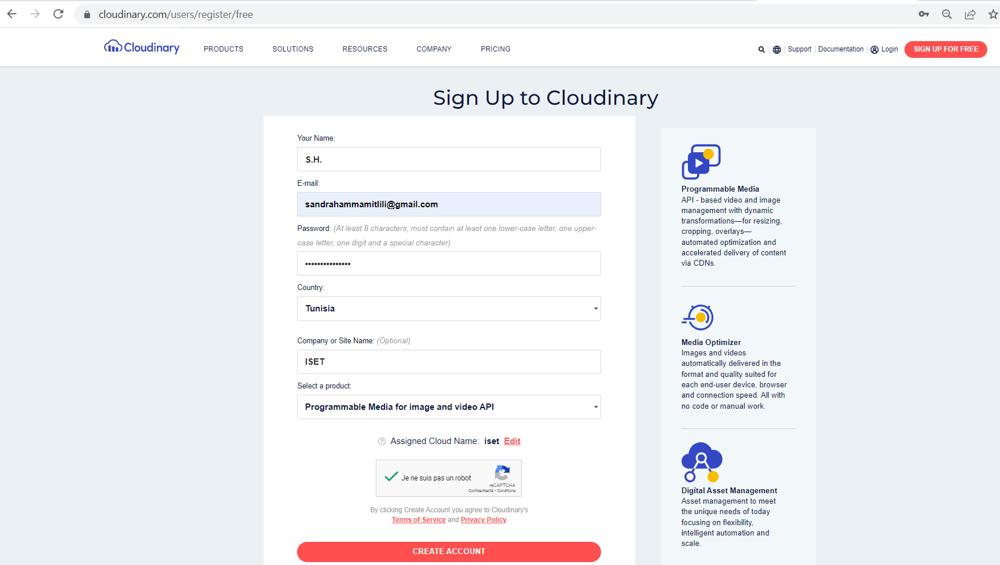 cloudinary.com/users/register/free
Cloudinary
PRODUCTS
SOLUTIONS
RESOURCES
COMPANY
PRICING
Support
Documentation
Login
SIGN UP FOR FREE
Sign Up to Cloudinary
Your Name:
S.H.
E-mail:
sandrahammamitlili@gmail.com
Password: (At least 8 characters, must contain at least one lower-case letter, one upper-
case letter, one digit and a special character)
•••••••••••••••
Country:
Tunisia
Company or Site Name: (Optional)
ISET
Select a product:
Programmable Media for image and video API
? Assigned Cloud Name: iset Edit
Je ne suis pas un robot
reCAPTCHA
Confidentialité - Conditions
By clicking Create Account you agree to Cloudinary's
Terms of Service and Privacy Policy
CREATE ACCOUNT
Programmable Media
API - based video and image
management with dynamic
transformations—for resizing,
cropping, overlays—
automated optimization and
accelerated delivery of content
via CDNs.
Media Optimizer
Images and videos
automatically delivered in the
format and quality suited for
each end-user device, browser
and connection speed. All with
no code or manual work.
Digital Asset Management
Asset management to meet
the unique needs of today
focusing on flexibility,
intelligent automation and
scale.